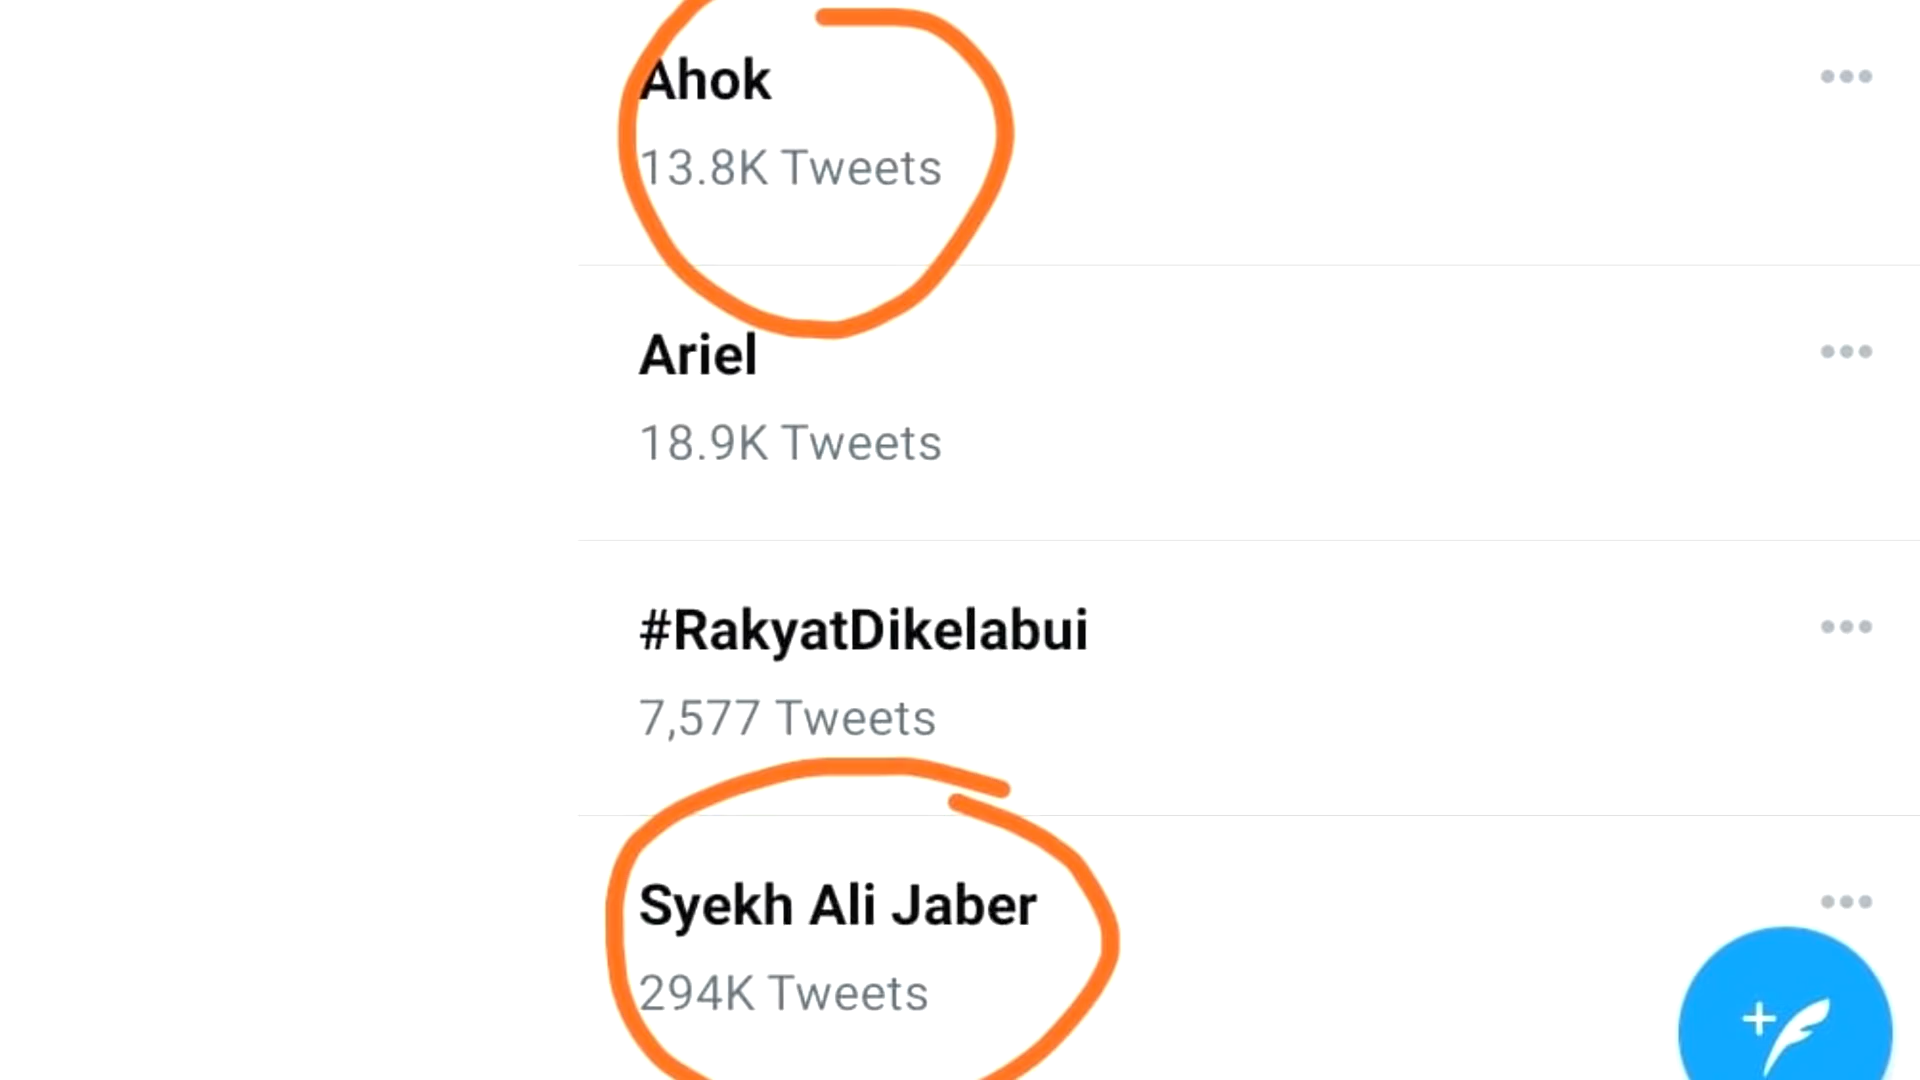 Ahok
13.8K Tweets
Ariel
18.9K Tweets
#RakyatDikelabui
7,577 Tweets
Syekh Ali Jaber
294K Tweets